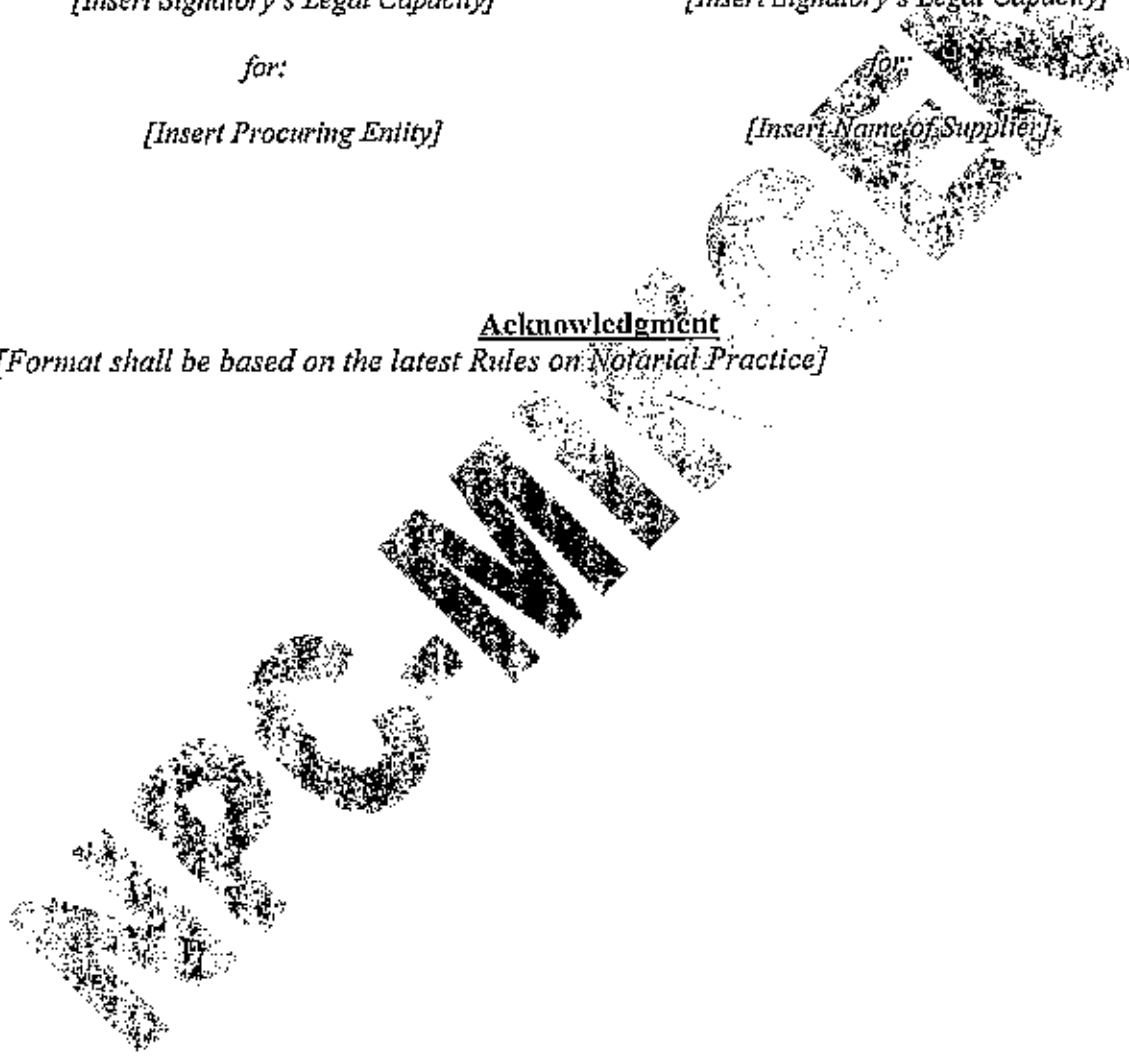 [Insert Signatory's Legal Capacity] [Insert Signatory's Legal Capacity]
for: for:
[Insert Procuring Entity] [Insert Name of Supplier]
Acknowledgment
[Format shall be based on the latest Rules on Notarial Practice]
NPC-MINGEN